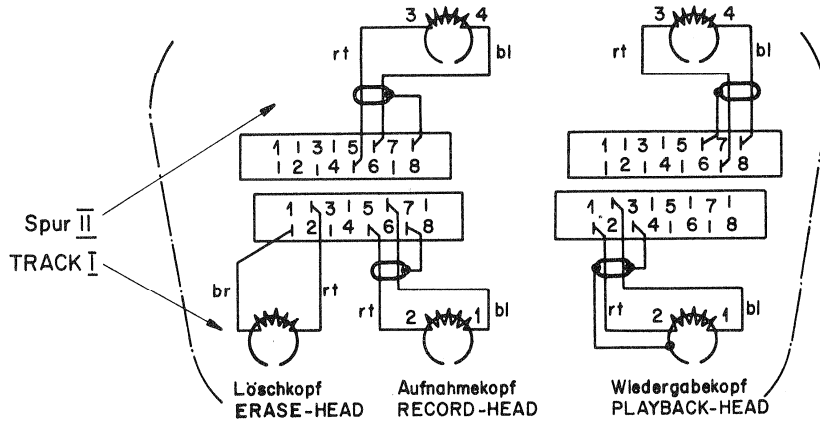 3 4
rt bl
3 4
rt bl
1 3 5 7
2 4 6 8
1 3 5 7
2 4 6 8
1 3 5 7
2 4 6 8
1 3 5 7
2 4 6 8
Spur II
TRACK I
br rt
rt bl
2 1
rt bl
2 1
Löschkopf
ERASE-HEAD
Aufnahmekopf
RECORD-HEAD
Wiedergabekopf
PLAYBACK-HEAD